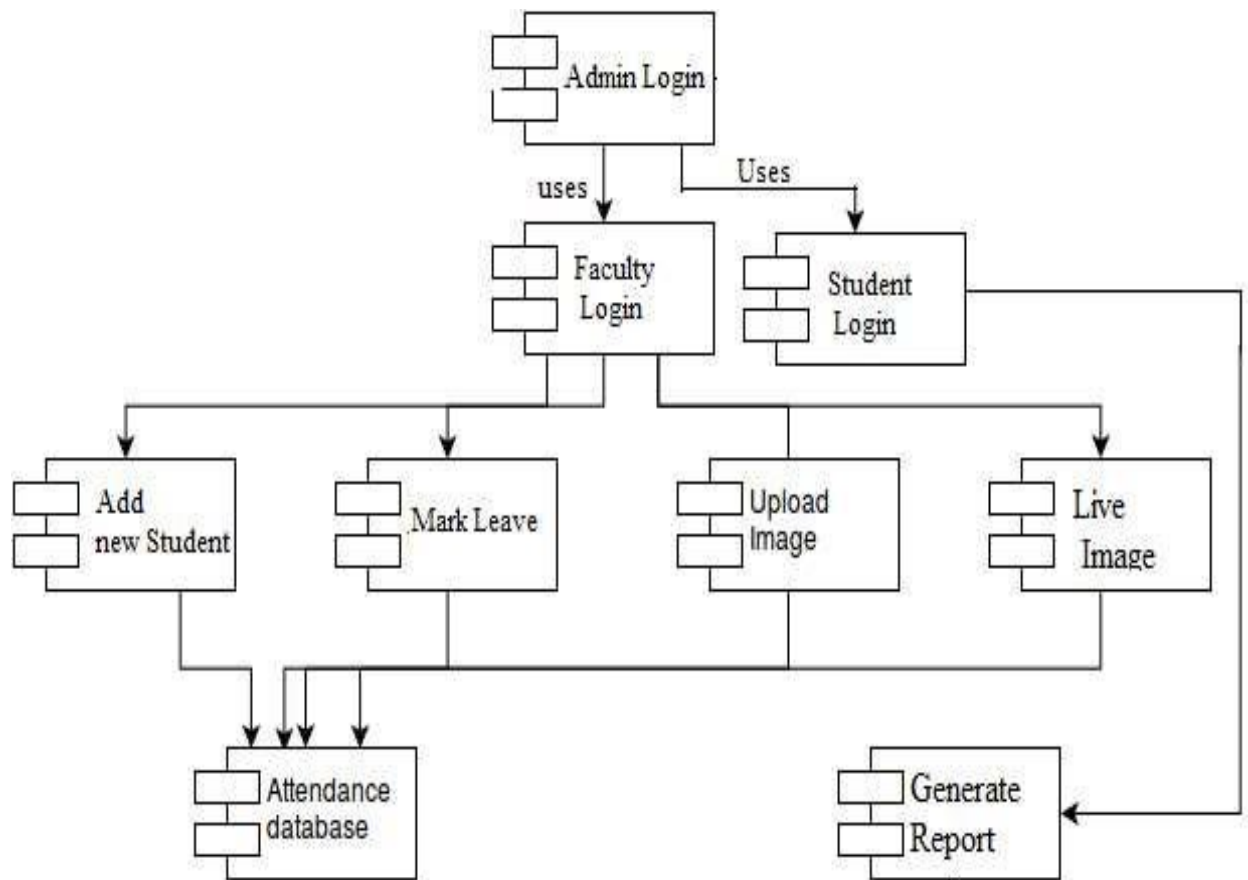 Admin Login
uses
Uses
Faculty
Login
Student
Login
Add
new Student
Mark Leave
Upload
Image
Live
Image
Attendance
database
Generate
Report